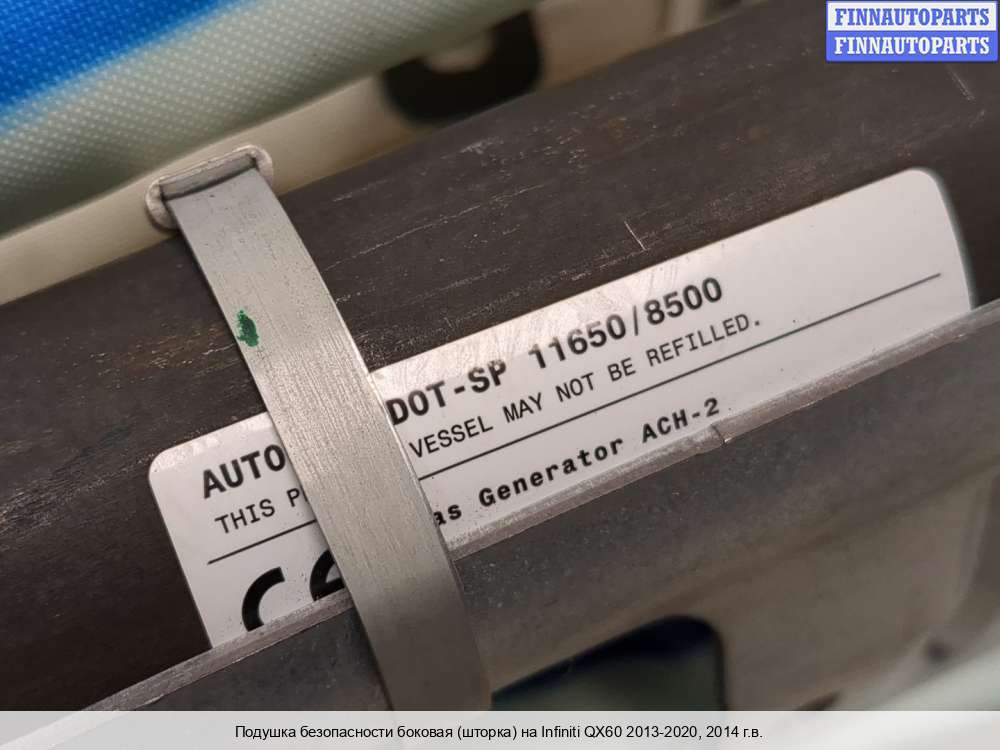 FINNAUTOPARTS
FINNAUTOPARTS
AUTO DOT-SP 11650/8500
THIS P VESSEL MAY NOT BE REFILLED.
as Generator ACH-2
CE
Подушка безопасности боковая (шторка) на Infiniti QX60 2013-2020, 2014 г.в.